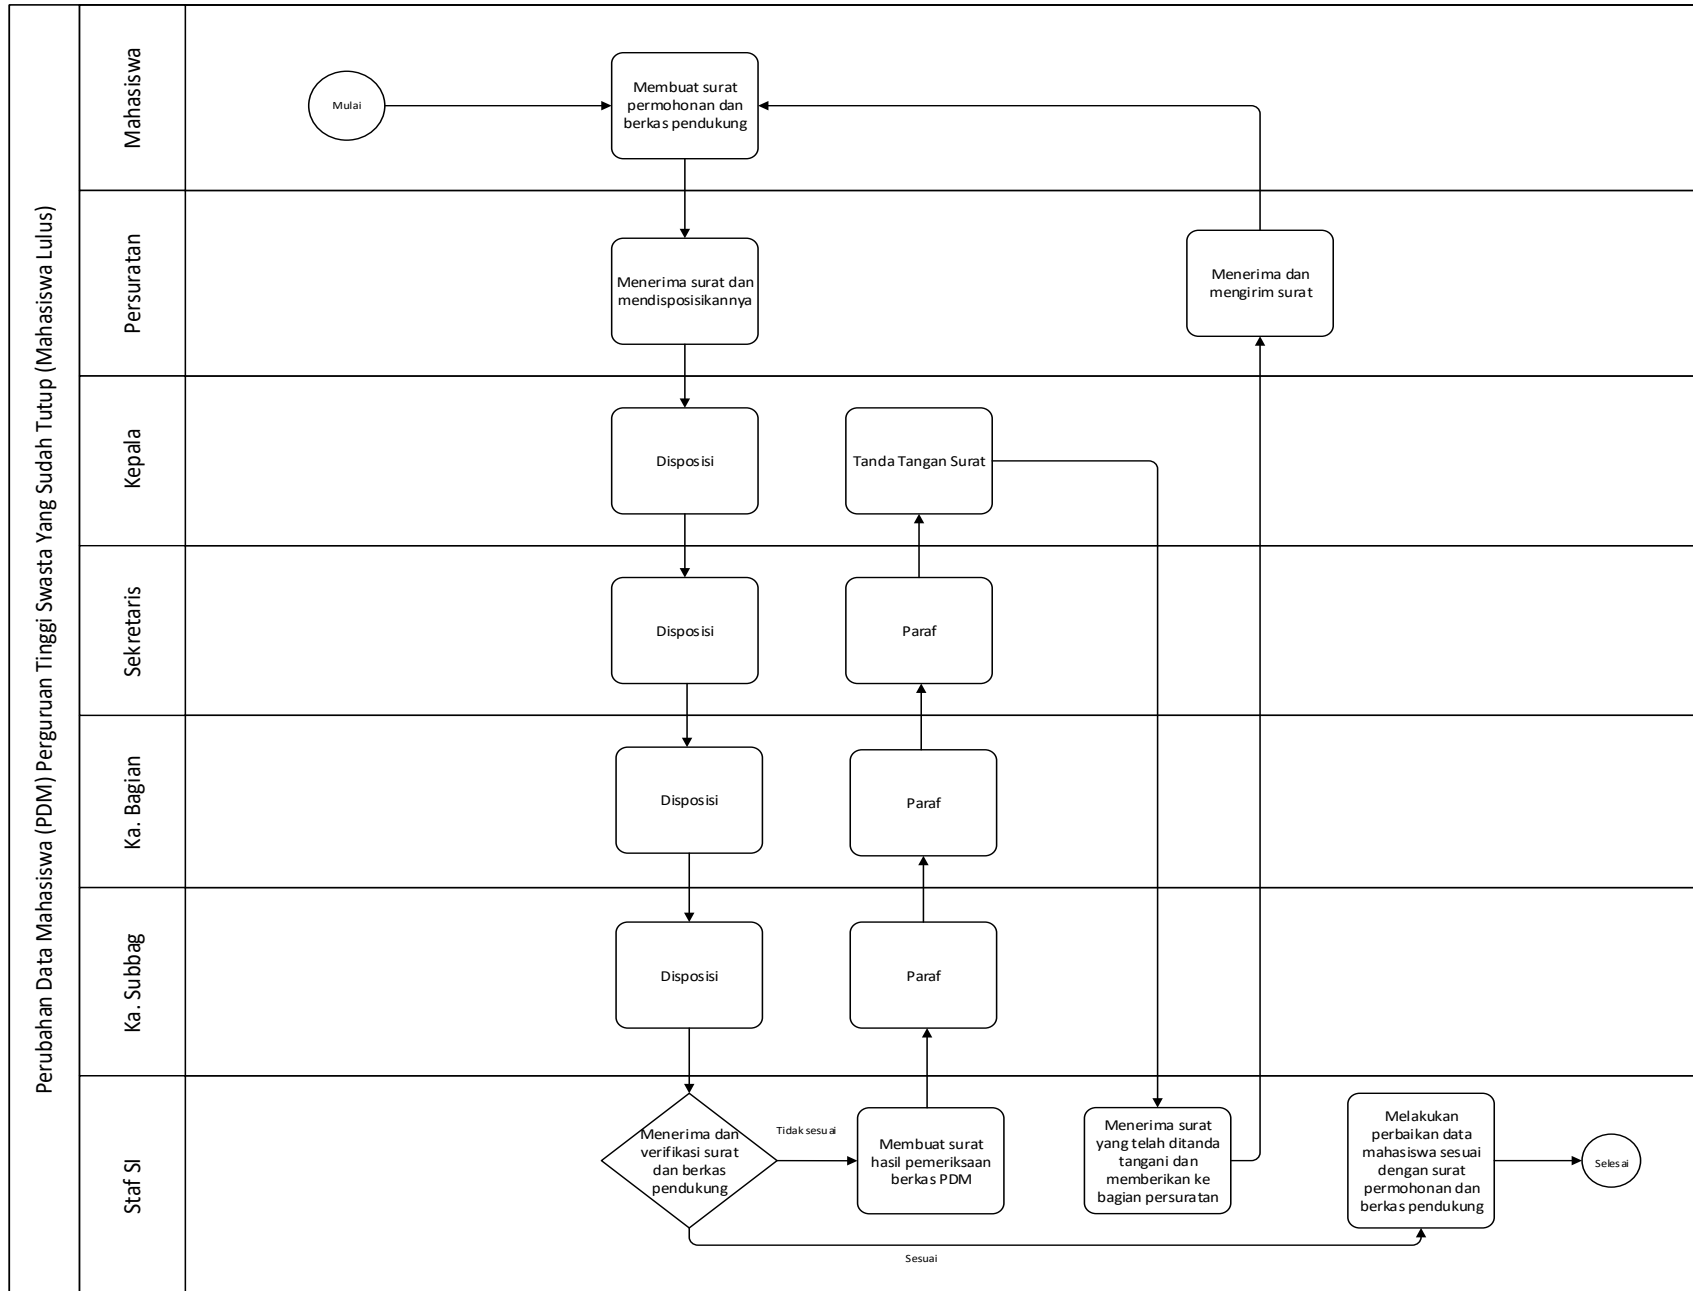 Perubahan Data Mahasiswa (PDM) Perguruan Tinggi Swasta Yang Sudah Tutup (Mahasiswa Lulus)
Mahasiswa
Mulai
Membuat surat
permohonan dan
berkas pendukung
Persuratan
Menerima surat dan
mendisposisikannya
Menerima dan
mengirim surat
Kepala
Disposisi
Tanda Tangan Surat
Sekretaris
Disposisi
Paraf
Ka. Bagian
Disposisi
Paraf
Ka. Subbag
Disposisi
Paraf
Staf SI
Menerima dan
verifikasi surat
dan berkas
pendukung
Tidak sesuai
Membuat surat
hasil pemeriksaan
berkas PDM
Menerima surat
yang telah ditanda
tangani dan
memberikan ke
bagian persuratan
Melakukan
perbaikan data
mahasiswa sesuai
dengan surat
permohonan dan
berkas pendukung
Selesai
Sesuai